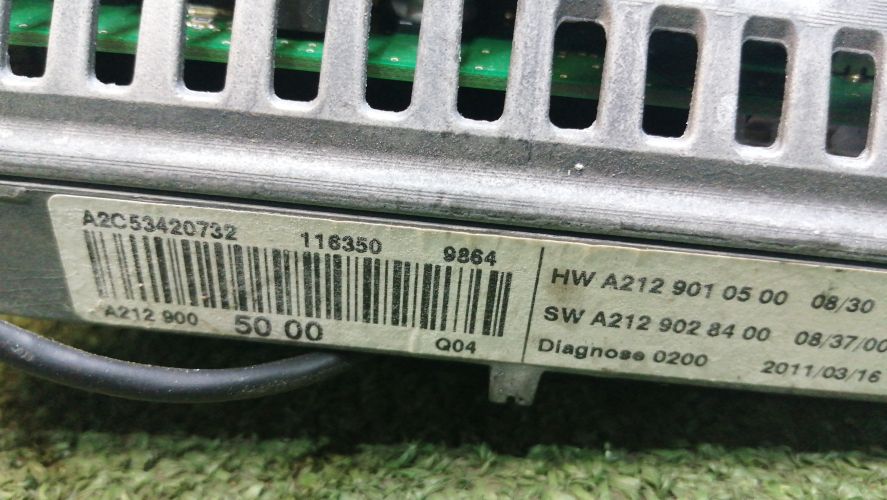 A2C53420732 116350 9864
A212 900 50 00 Q04
HW A212 901 05 00 08/30
SW A212 902 84 00 08/37/00
Diagnose 0200 2011/03/16